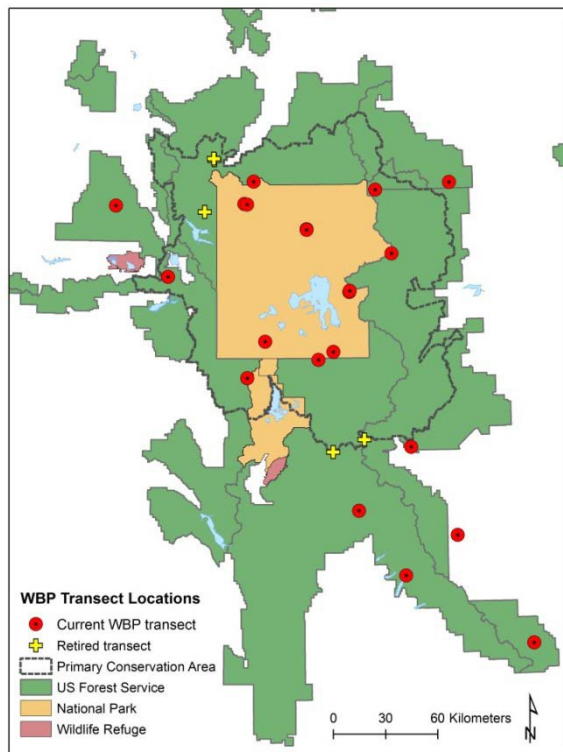 WBP Transect Locations
Current WBP transect
Retired transect
Primary Conservation Area
US Forest Service
National Park
Wildlife Refuge
0 30 60 Kilometers
N